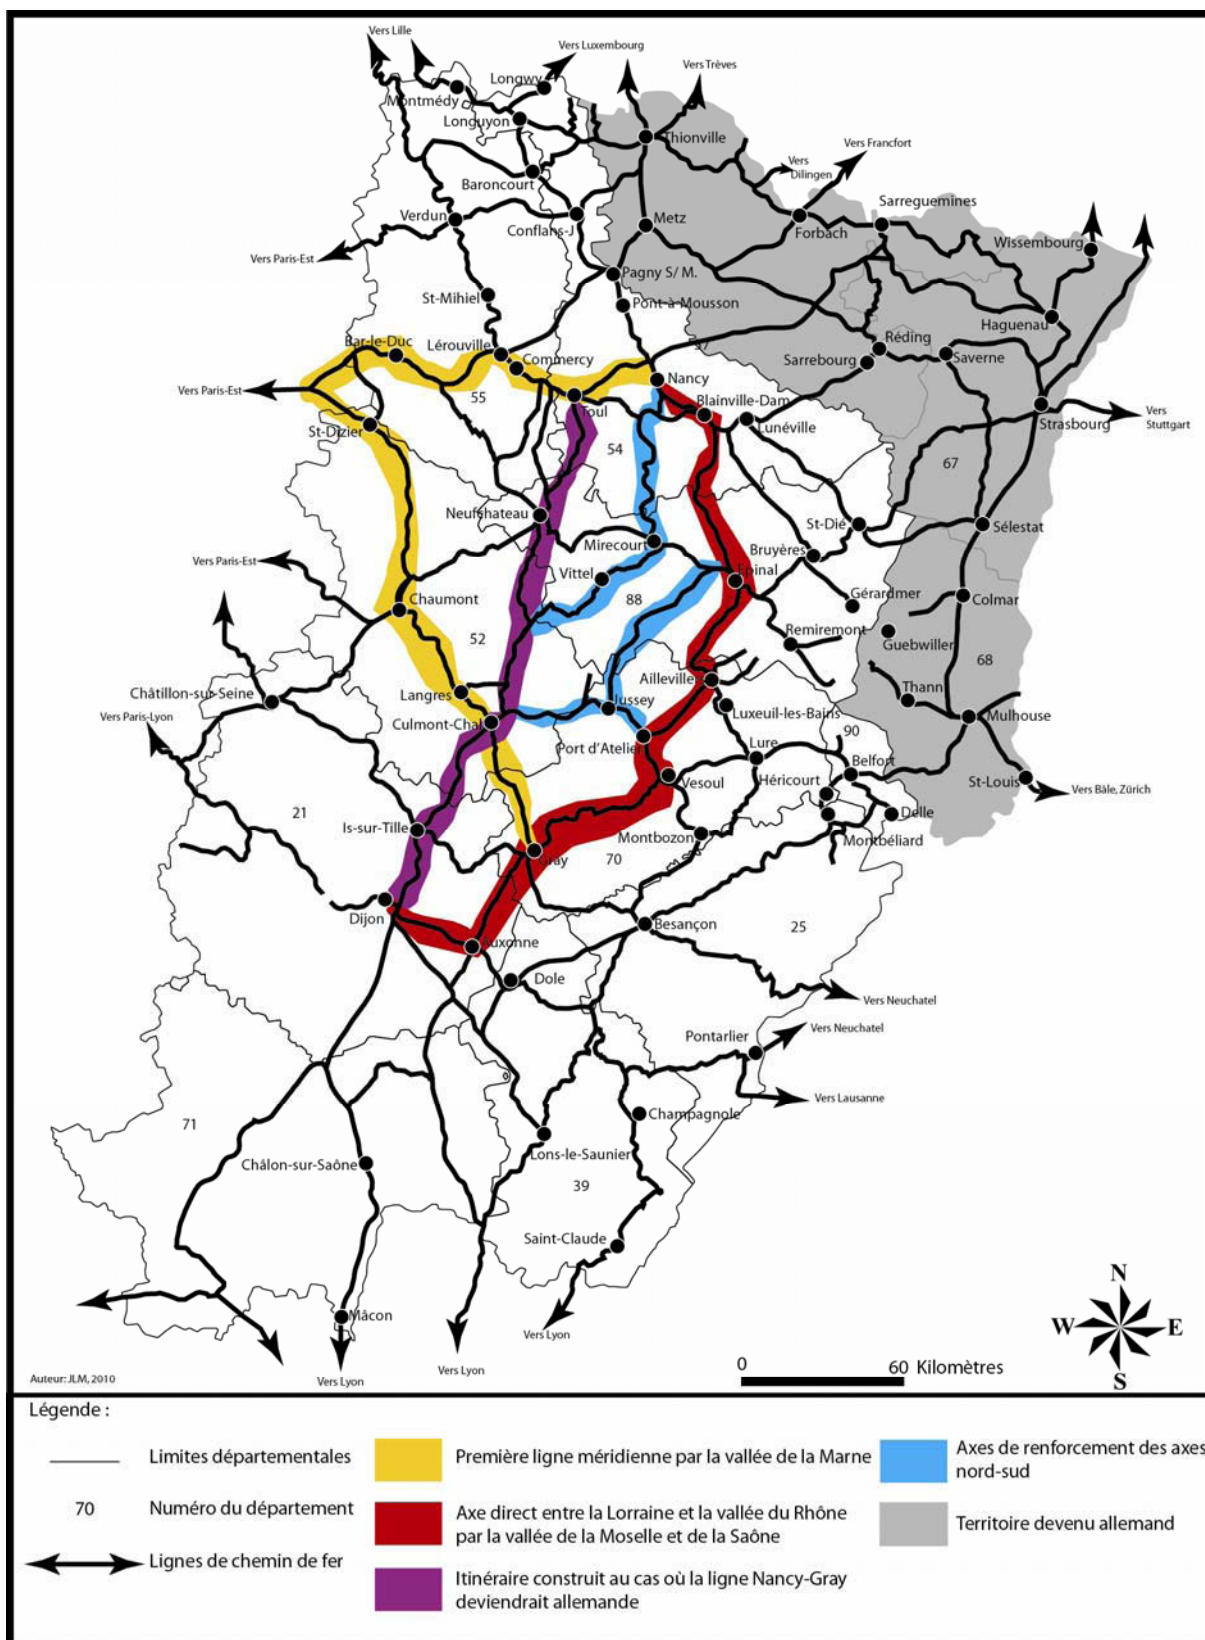 Vers Lille
Vers Luxembourg
Longwy
Vers Trèves
Montmédy
Longuyon
Thionville
Vers Francfort
Vers
Dilingen
Baroncourt
Sarreguemines
Verdun
Conflans-J
Metz
Forbach
Wissembourg
Vers Paris-Est
Pagny S/ M.
St-Mihiel
Pont-à-Mousson
Haguenau
57
Bar-le-Duc
Lérouville
Commercy
Réding
Sarrebourg
Saverne
Vers Paris-Est
Nancy
55
Toul
Blainville-Dam
Lunéville
Strasbourg
Vers
Stuttgart
St-Dizier
54
67
Neufchateau
St-Dié
Sélestat
Mirecourt
Bruyères
Vers Paris-Est
Vittel
Epinal
Chaumont
88
Gérardmer
Colmar
52
Remiremont
Guebwiller
68
Ailleville
Châtillon-sur-Seine
Langres
Thann
Jussey
Luxeuil-les-Bains
Mulhouse
Vers Paris-Lyon
Culmont-Chal
Port d'Atelier
90
Lure
Belfort
Vesoul
Héricourt
St-Louis
Vers Bâle, Zürich
21
Is-sur-Tille
Montbozon
Delle
Montbéliard
Gray
70
Dijon
Besançon
25
Auxonne
Dole
Vers Neuchatel
Pontarlier
Vers Neuchatel
Vers Lausanne
71
Champagnole
Lons-le-Saunier
Châlon-sur-Saône
39
Saint-Claude
Mâcon
Vers Lyon
Vers Lyon
Vers Lyon
N
W
E
S
0
60 Kilomètres
Auteur: JLM, 2010
Légende :
Limites départementales
Première ligne méridienne par la vallée de la Marne
Axes de renforcement des axes
nord-sud
70
Numéro du département
Axe direct entre la Lorraine et la vallée du Rhône
par la vallée de la Moselle et de la Saône
Territoire devenu allemand
Lignes de chemin de fer
Itinéraire construit au cas où la ligne Nancy-Gray
deviendrait allemande